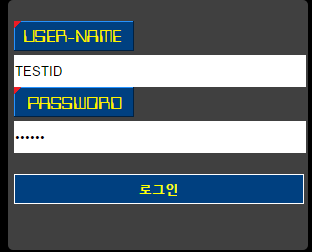 USER-NAME
TESTID
PASSWORD
••••••
로그인